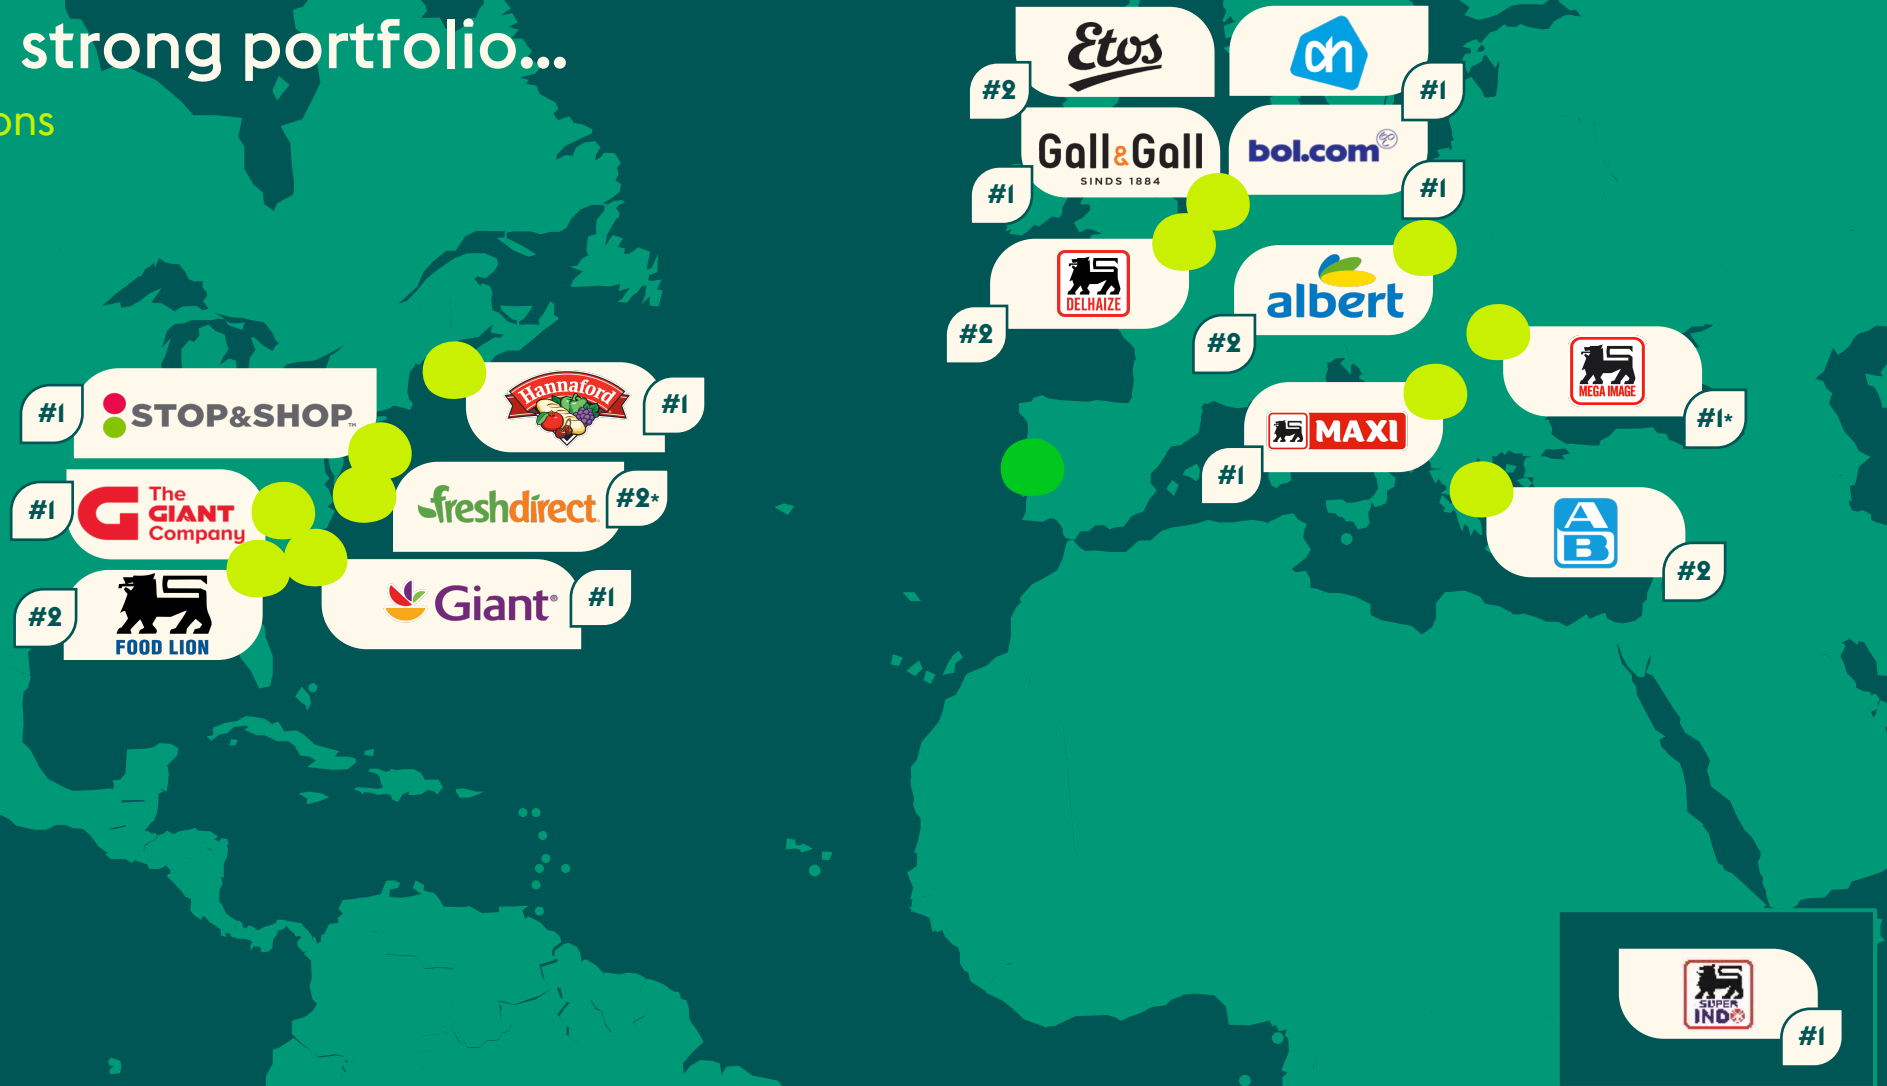 strong portfolio...
ons
Etos
#2
ah
#1
Gall&Gall
SINDS 1884
#1
bol.com
#1
DELHAIZE
#2
albert
#2
MEGA IMAGE
#1*
MAXI
#1
AB
#2
#1
STOP&SHOP™
Hannaford
#1
#1
The
GIANT
Company
freshdirect
#2*
#2
FOOD LION
Giant®
#1
SUPER
INDO
#1